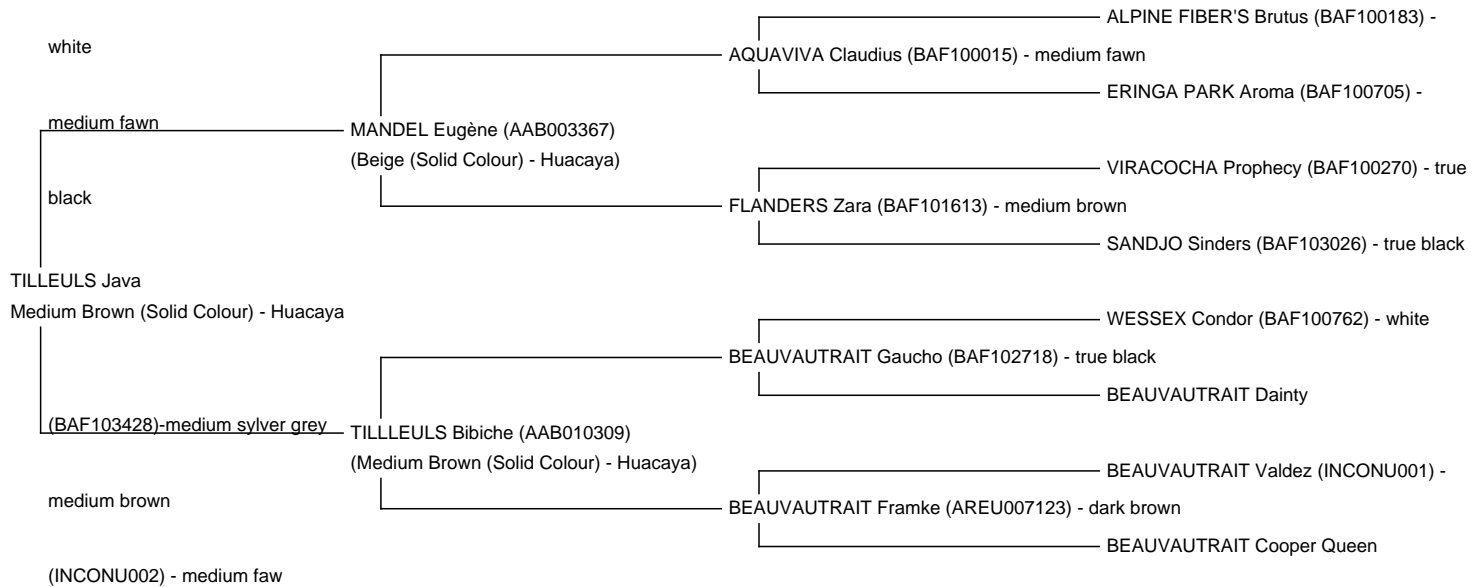 ALPINE FIBER'S Brutus (BAF100183) -
white
AQUAVIVA Claudius (BAF100015) - medium fawn
ERINGA PARK Aroma (BAF100705) -
medium fawn
MANDEL Eugène (AAB003367)
(Beige (Solid Colour) - Huacaya)
VIRACOCHA Prophecy (BAF100270) - true
black
FLANDERS Zara (BAF101613) - medium brown
SANDJO Sinders (BAF103026) - true black
TILLEULS Java
Medium Brown (Solid Colour) - Huacaya
WESSEX Condor (BAF100762) - white
BEAUVAUTRAIT Gaucho (BAF102718) - true black
BEAUVAUTRAIT Dainty
(BAF103428)-medium sylver grey
TILLLEULS Bibiche (AAB010309)
(Medium Brown (Solid Colour) - Huacaya)
BEAUVAUTRAIT Valdez (INCONU001) -
medium brown
BEAUVAUTRAIT Framke (AREU007123) - dark brown
BEAUVAUTRAIT Cooper Queen
(INCONU002) - medium faw